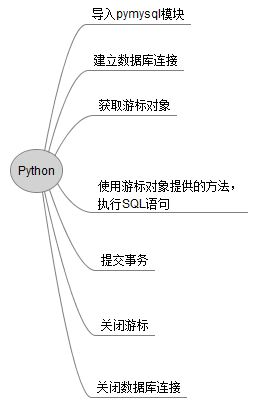 导入pymysql模块
建立数据库连接
获取游标对象
Python
使用游标对象提供的方法，
执行SQL语句
提交事务
关闭游标
关闭数据库连接